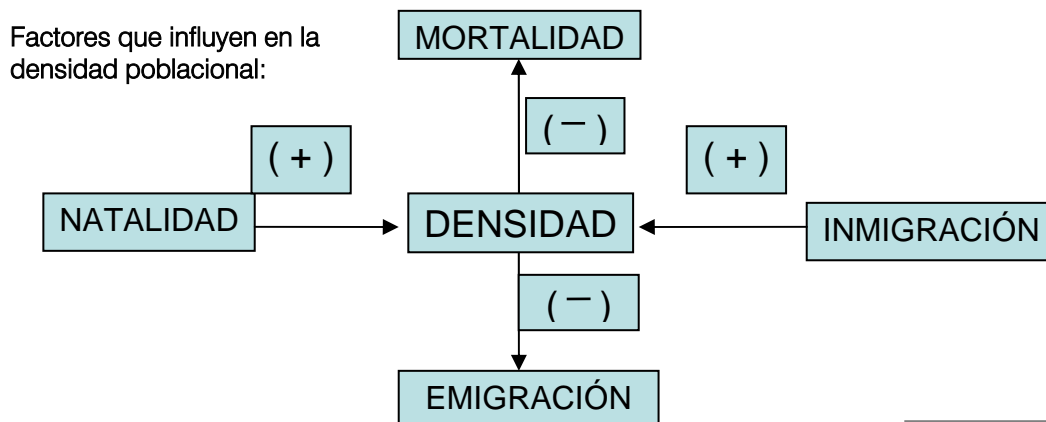 Factores que influyen en la
densidad poblacional:
MORTALIDAD
( − )
( + )
( + )
NATALIDAD
DENSIDAD
INMIGRACIÓN
( − )
EMIGRACIÓN